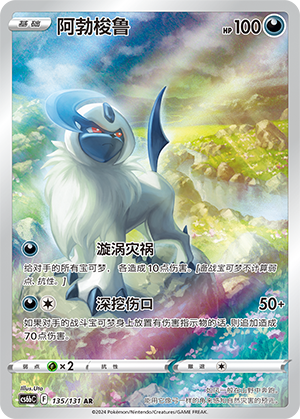 基础 阿勃梭鲁 HP100
漩涡灾祸
给对手的所有宝可梦，各造成10点伤害。[备战宝可梦不计算弱
点、抗性。]
深挖伤口 50+
如果对手的战斗宝可梦身上放置有伤害指示物的话，则追加造成
70点伤害。
弱点 ×2 抗性 撤退
Illus.Uta
CS6bC F 135/131 AR
©2024 Pokémon/Nintendo/Creatures/GAME FREAK.